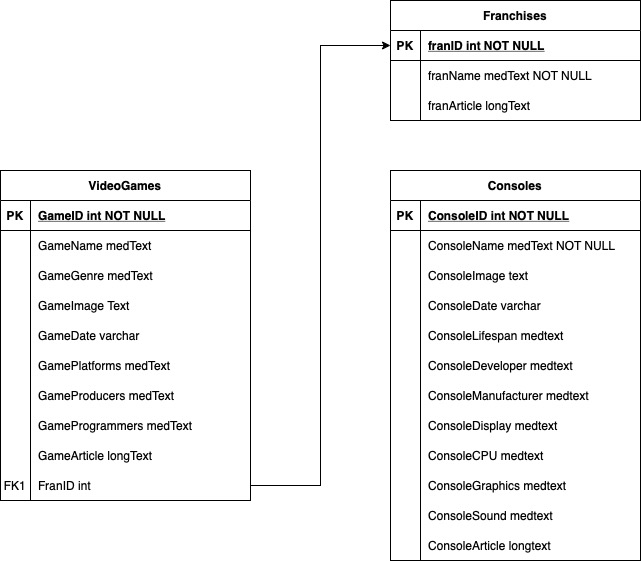 Franchises
PK franID int NOT NULL
franName medText NOT NULL
franArticle longText
VideoGames
PK GameID int NOT NULL
GameName medText
GameGenre medText
GameImage Text
GameDate varchar
GamePlatforms medText
GameProducers medText
GameProgrammers medText
GameArticle longText
FK1 FranID int
Consoles
PK ConsoleID int NOT NULL
ConsoleName medText NOT NULL
ConsoleImage text
ConsoleDate varchar
ConsoleLifespan medtext
ConsoleDeveloper medtext
ConsoleManufacturer medtext
ConsoleDisplay medtext
ConsoleCPU medtext
ConsoleGraphics medtext
ConsoleSound medtext
ConsoleArticle longtext